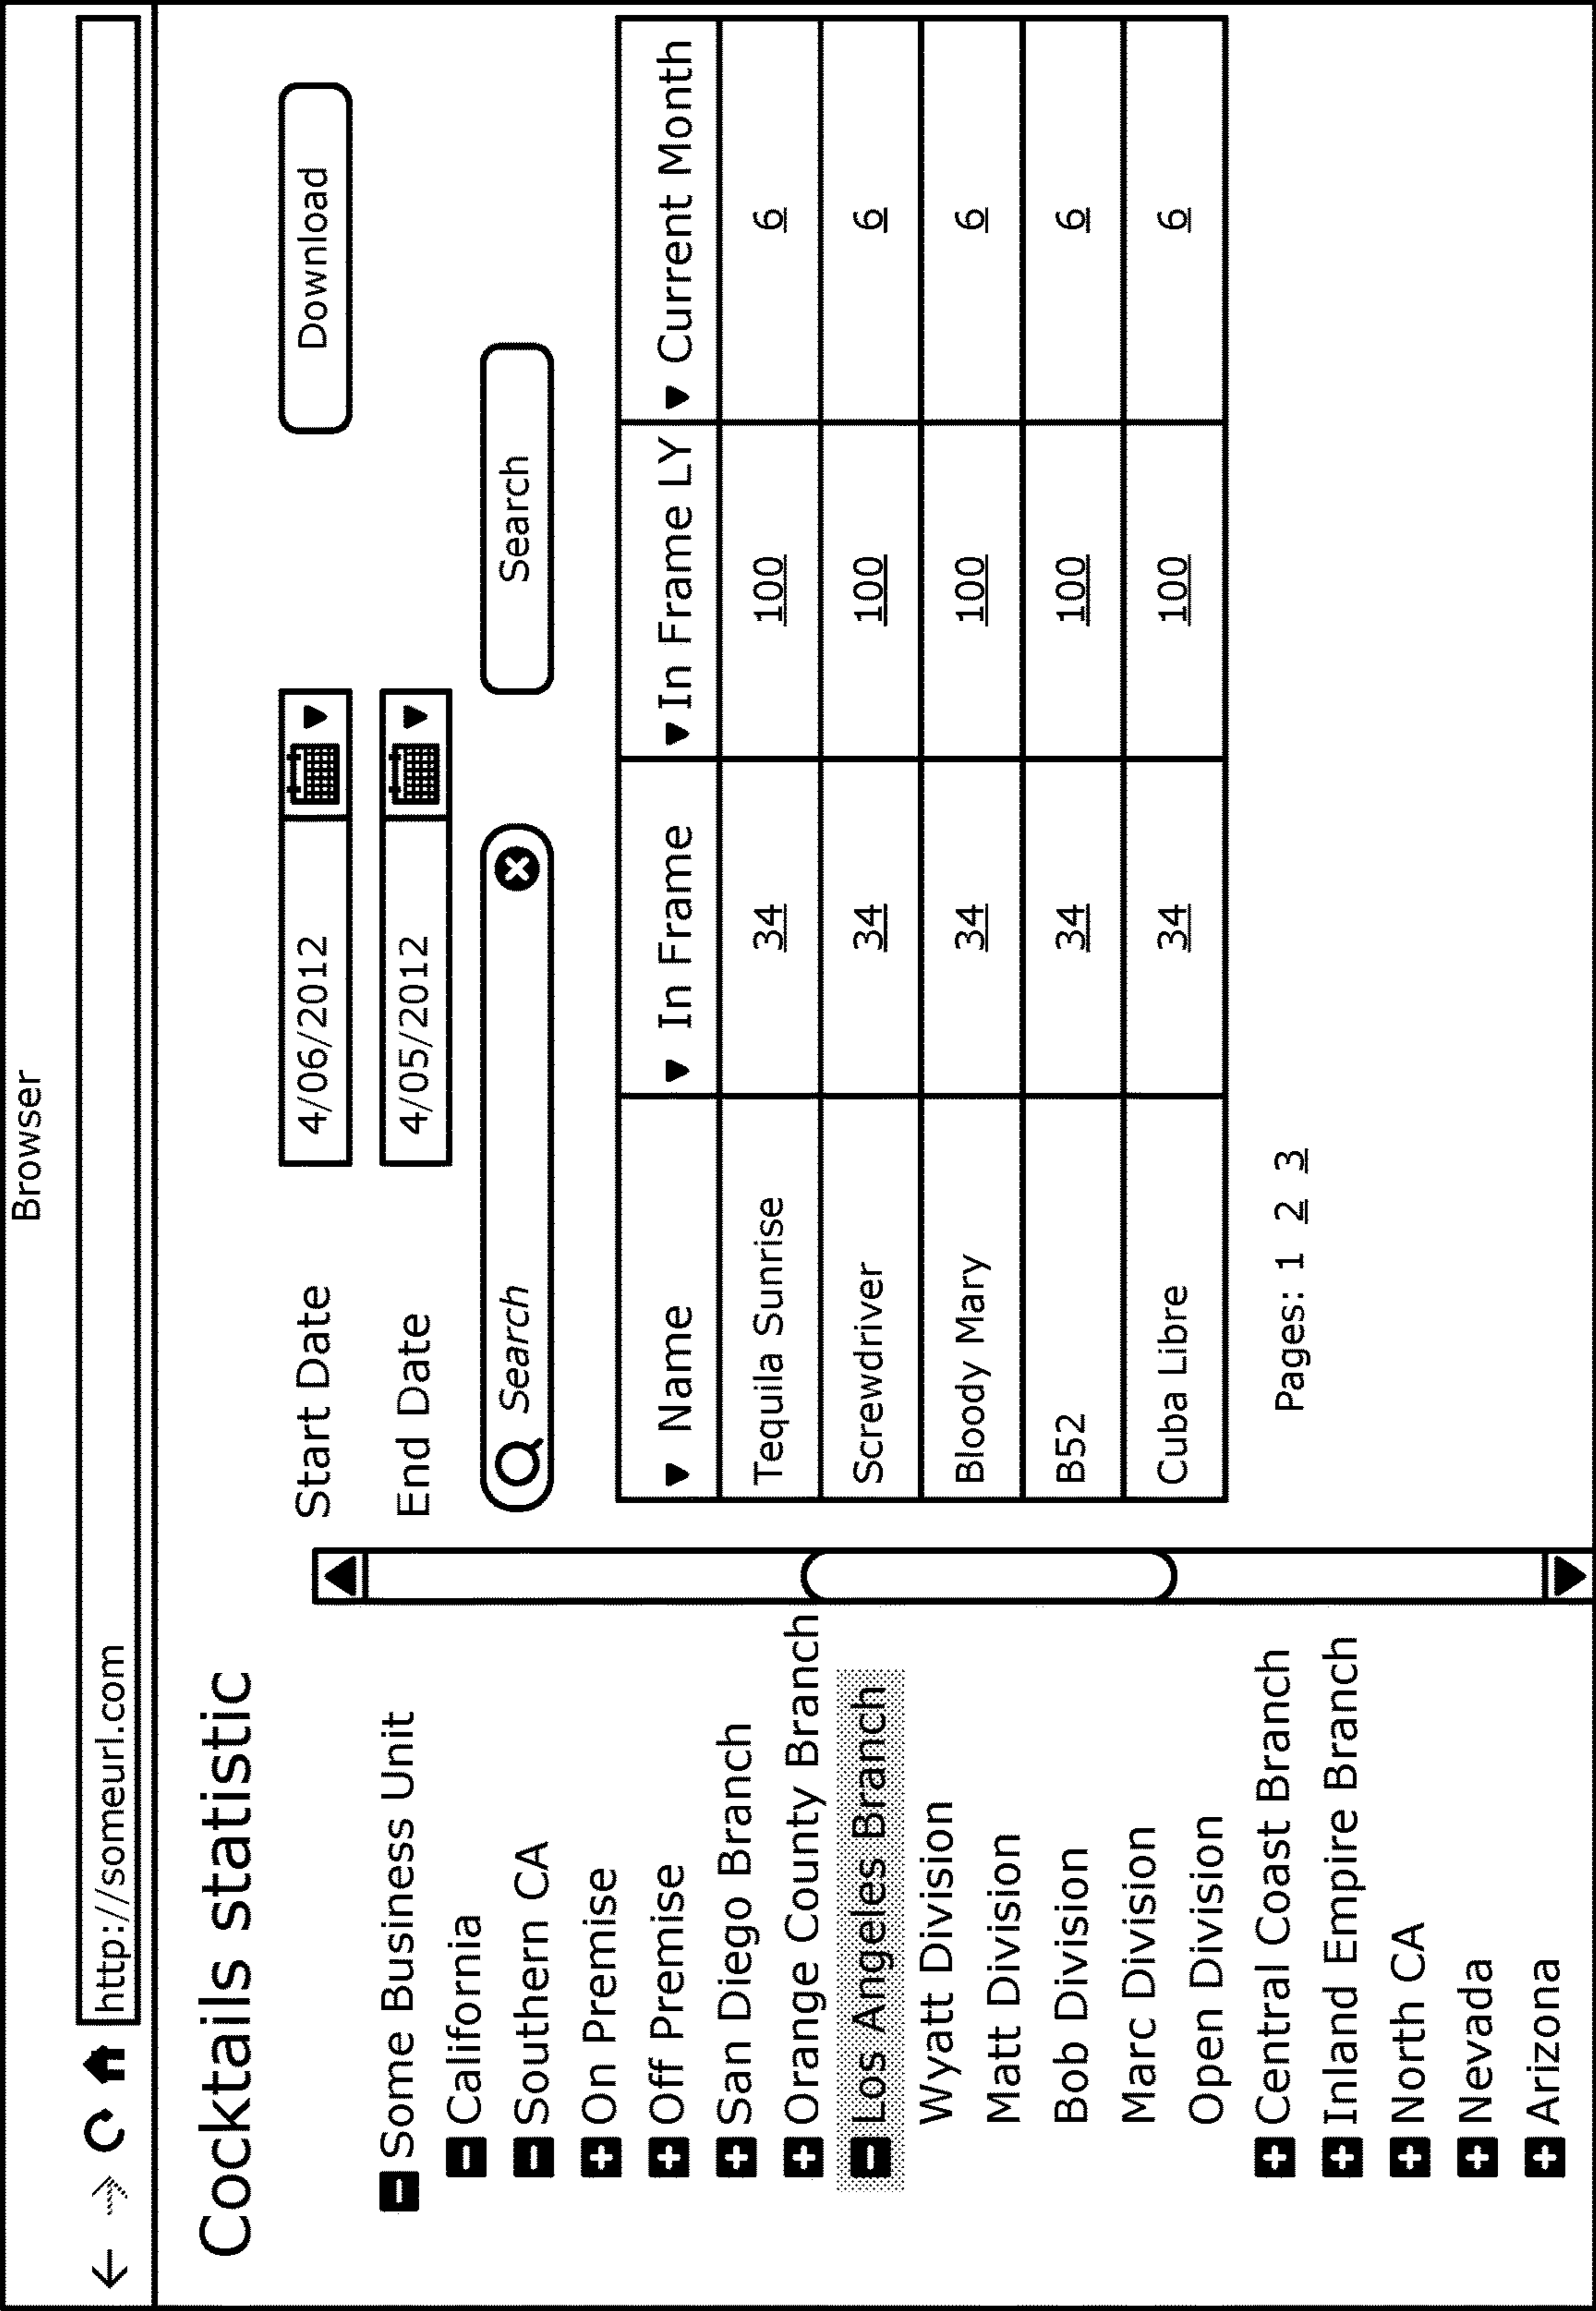 Browser
http://someurl.com
Cocktails statistic
Some Business Unit
California
Southern CA
On Premise
Off Premise
San Diego Branch
Orange County Branch
Los Angeles Branch
Wyatt Division
Matt Division
Bob Division
Marc Division
Open Division
Central Coast Branch
Inland Empire Branch
North CA
Nevada
Arizona
Start Date 4/06/2012 Download
End Date 4/05/2012
Search Search
Name In Frame In Frame LY Current Month
Tequila Sunrise 34 100 6
Screwdriver 34 100 6
Bloody Mary 34 100 6
B52 34 100 6
Cuba Libre 34 100 6
Pages: 1 2 3